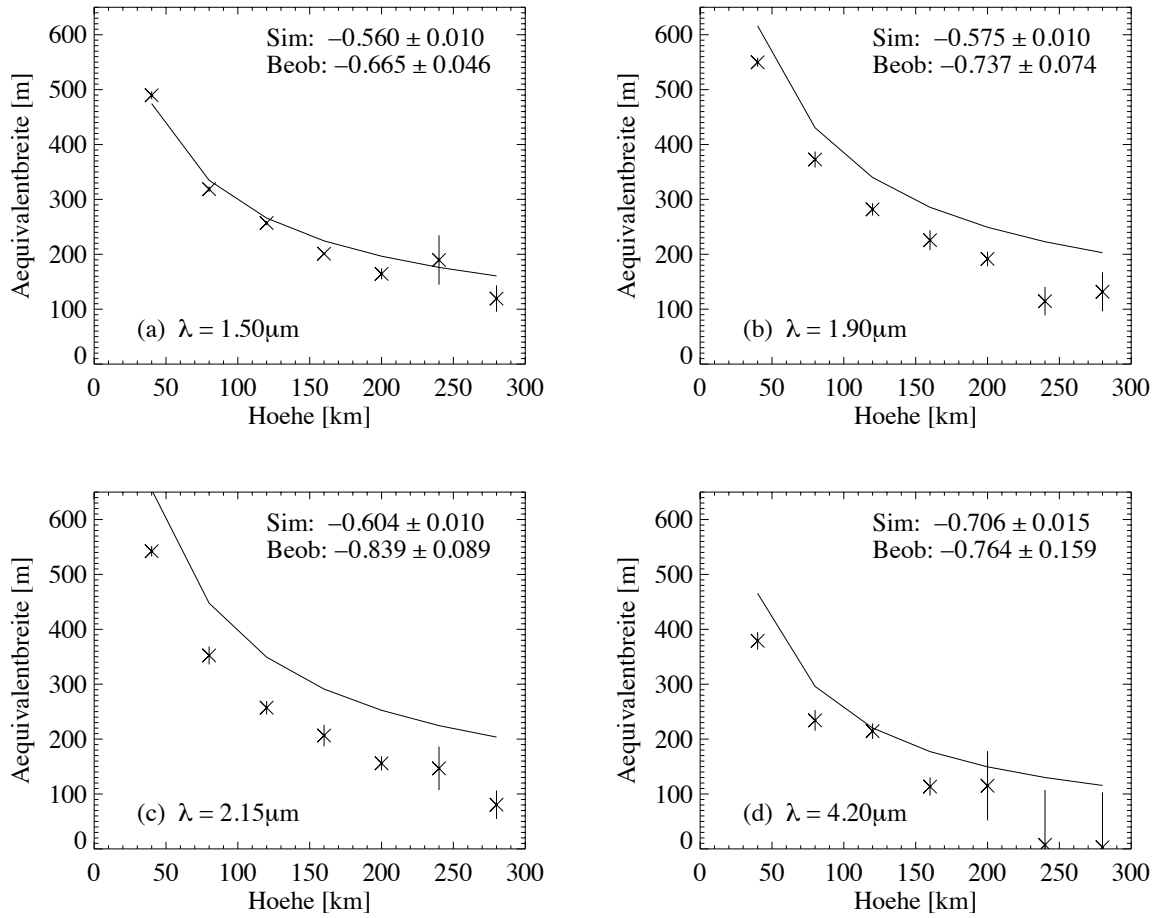 600
500
400
300
200
100
0
Aequivalentbreite [m]
Sim: −0.560 ± 0.010
Beob: −0.665 ± 0.046
(a) λ = 1.50μm
0 50 100 150 200 250 300
Hoehe [km]
600
500
400
300
200
100
0
Aequivalentbreite [m]
Sim: −0.575 ± 0.010
Beob: −0.737 ± 0.074
(b) λ = 1.90μm
0 50 100 150 200 250 300
Hoehe [km]
600
500
400
300
200
100
0
Aequivalentbreite [m]
Sim: −0.604 ± 0.010
Beob: −0.839 ± 0.089
(c) λ = 2.15μm
0 50 100 150 200 250 300
Hoehe [km]
600
500
400
300
200
100
0
Aequivalentbreite [m]
Sim: −0.706 ± 0.015
Beob: −0.764 ± 0.159
(d) λ = 4.20μm
0 50 100 150 200 250 300
Hoehe [km]